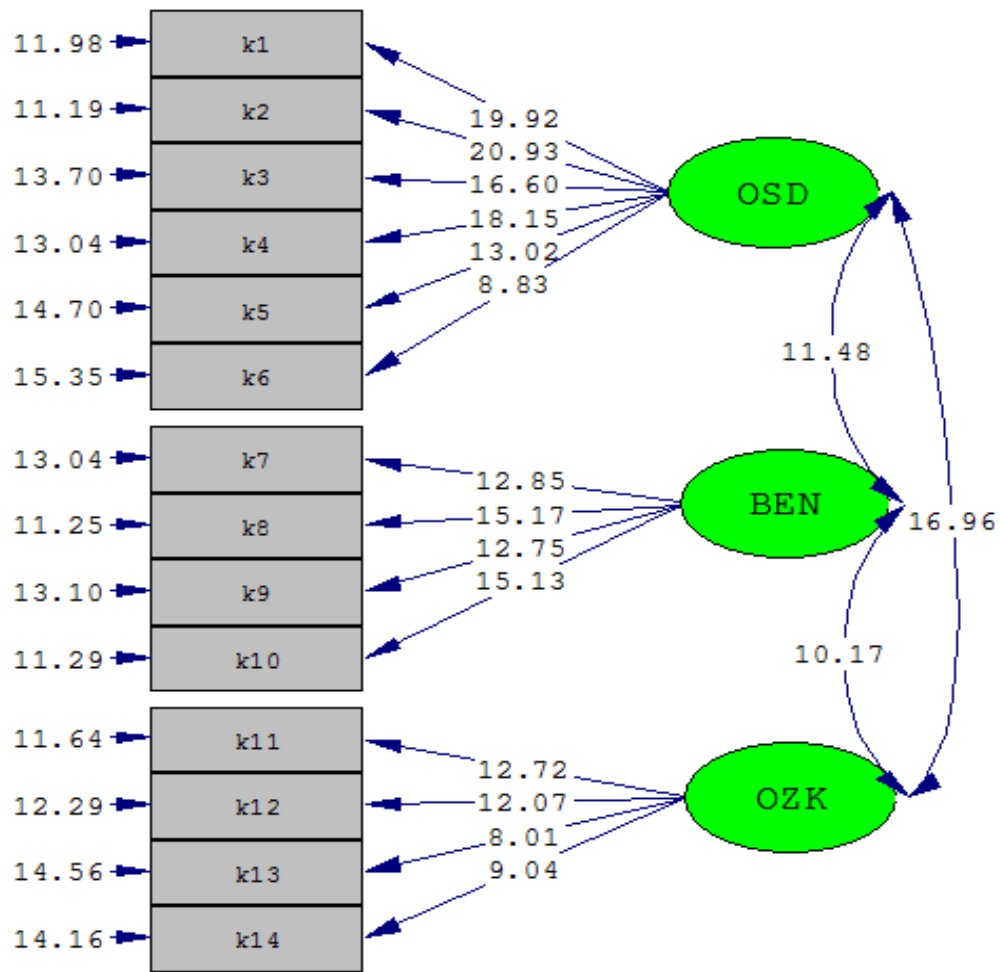 11.98 k1
11.19 k2
13.70 k3
13.04 k4
14.70 k5
15.35 k6
19.92
20.93
16.60
18.15
13.02
8.83
OSD
11.48
13.04 k7
11.25 k8
13.10 k9
11.29 k10
12.85
15.17
12.75
15.13
BEN
16.96
10.17
11.64 k11
12.29 k12
14.56 k13
14.16 k14
12.72
12.07
8.01
9.04
OZK